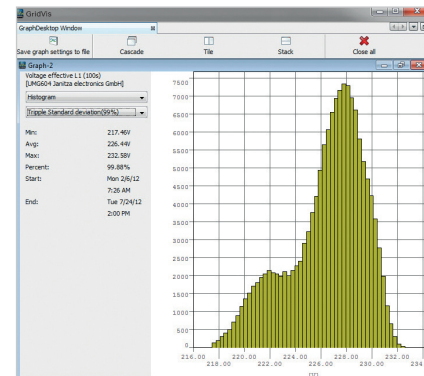 GridVis
GraphDesktop Window
Save graph settings to file
Cascade
Tile
Stack
Close all
Graph-2
Voltage effective L1 (100s)
[UMG604 Janitza electronics GmbH]
Histogram
Tripple Standard deviation(99%)
Min: 217.46V
Avg: 226.44V
Max: 232.58V
Percent: 99.88%
Start: Mon 2/6/12
7:26 AM
End: Tue 7/24/12
2:00 PM
7500
7000
6500
6000
5500
5000
4500
4000
3500
3000
2500
2000
1500
1000
500
0
216.00 220.00 224.00 228.00 232.00
218.00 222.00 226.00 230.00 234